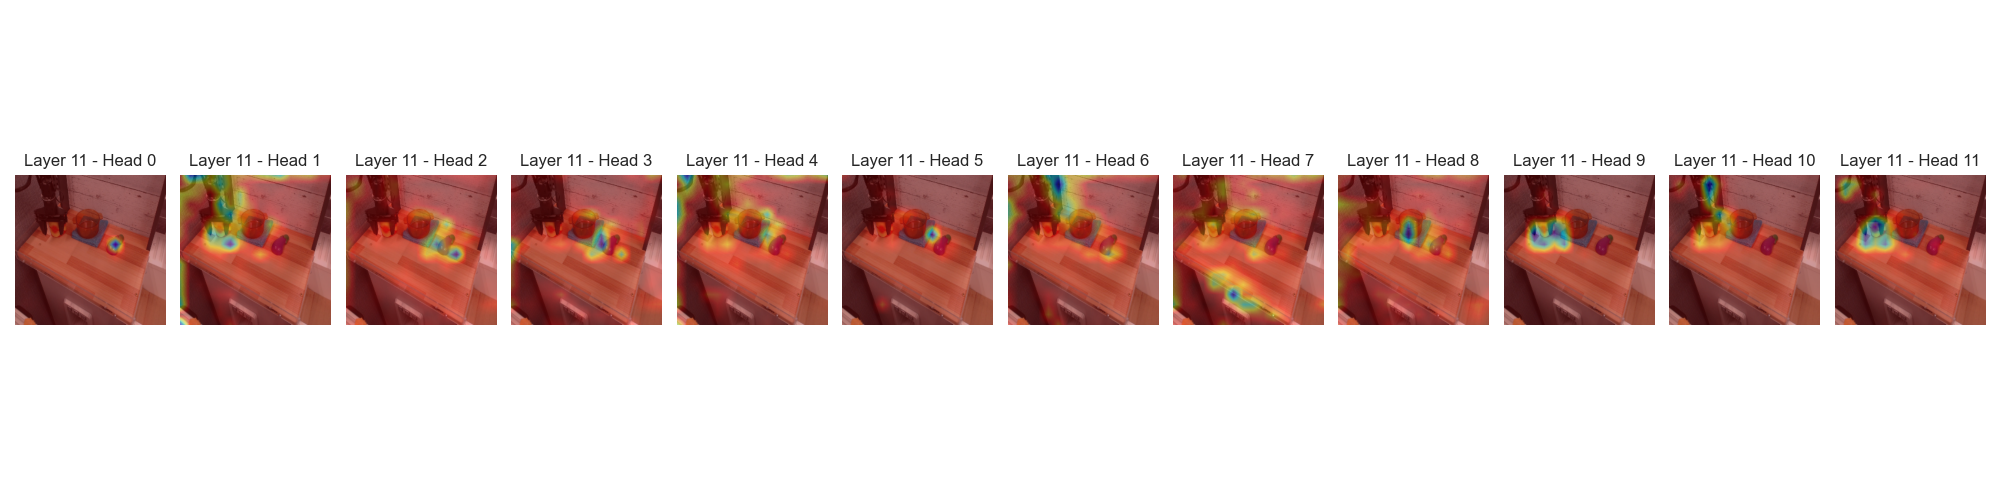 Layer 11 - Head 0
Layer 11 - Head 1
Layer 11 - Head 2
Layer 11 - Head 3
Layer 11 - Head 4
Layer 11 - Head 5
Layer 11 - Head 6
Layer 11 - Head 7
Layer 11 - Head 8
Layer 11 - Head 9
Layer 11 - Head 10
Layer 11 - Head 11